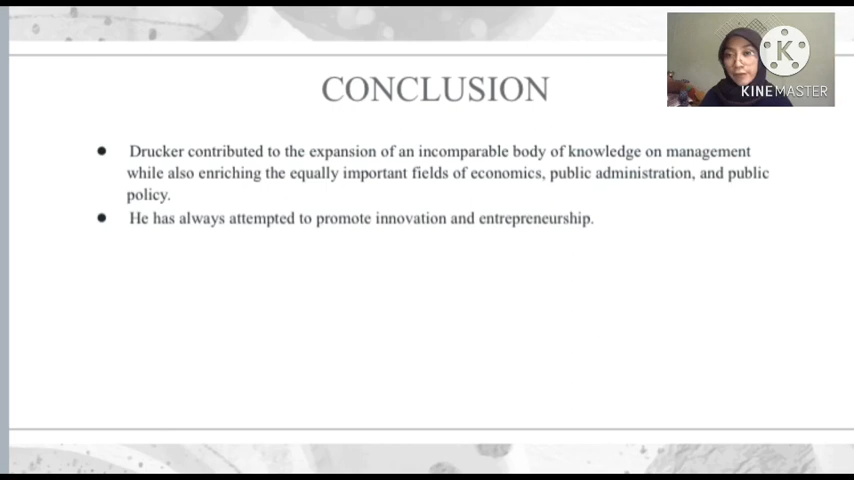 CONCLUSION
K
KINEMASTER
● Drucker contributed to the expansion of an incomparable body of knowledge on management
while also enriching the equally important fields of economics, public administration, and public
policy.
● He has always attempted to promote innovation and entrepreneurship.